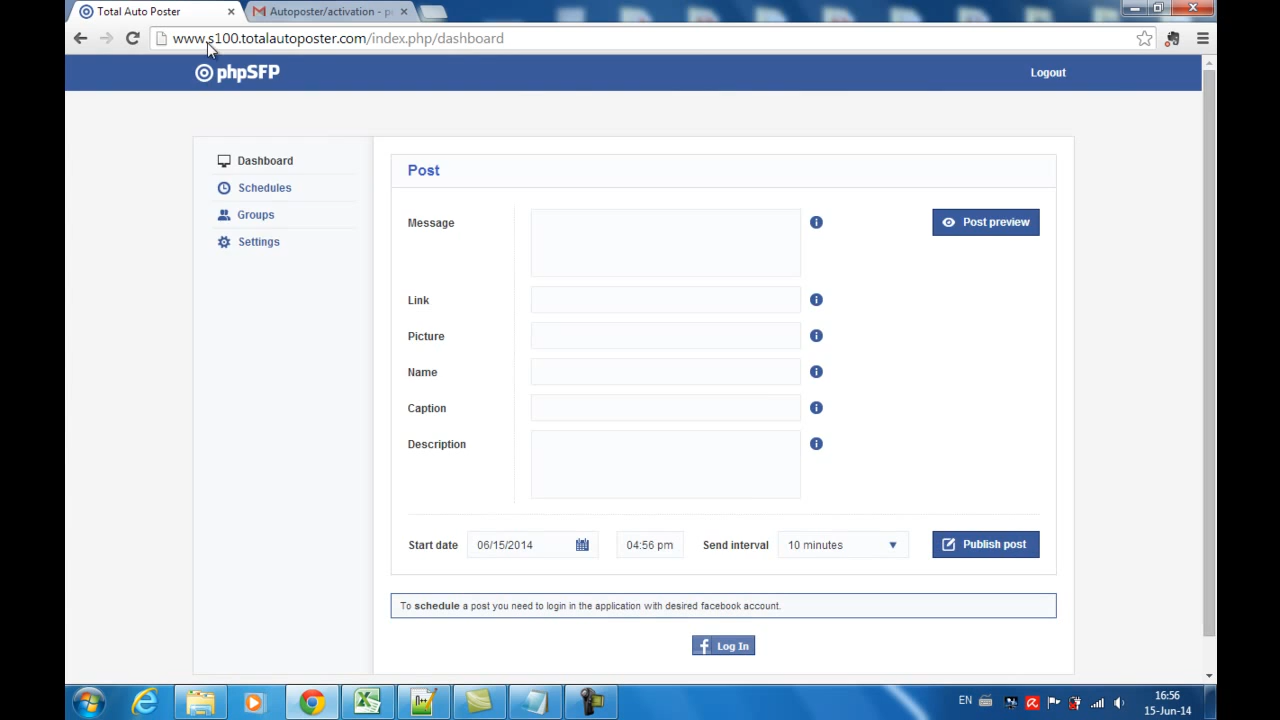 Total Auto Poster
Autoposter/activation - p
www.s100.totalautoposter.com/index.php/dashboard
phpSFP
Logout
Dashboard
Schedules
Groups
Settings
Post
Message
Post preview
Link
Picture
Name
Caption
Description
Start date 06/15/2014 04:56 pm Send interval 10 minutes Publish post
To schedule a post you need to login in the application with desired facebook account.
f Log In
EN
16:56
15-Jun-14